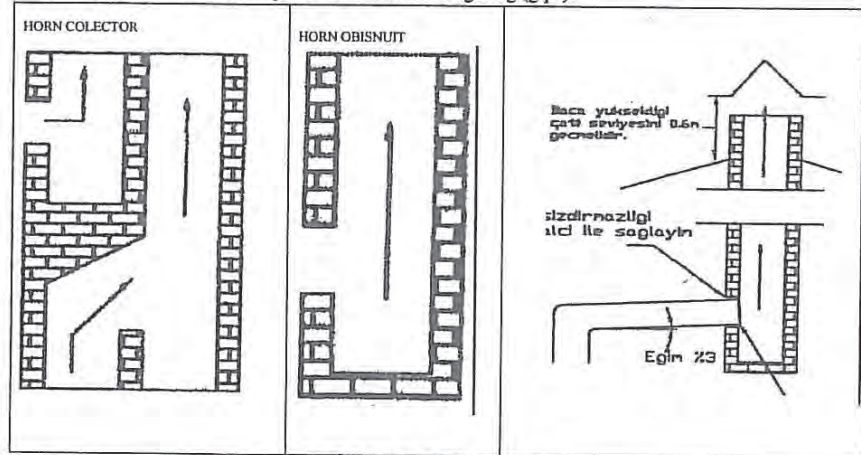 HORN COLECTOR
HORN OBISNUIT
Baca yuksekligi
çatı seviyesini 0.6m
geçmelidir.
sizdirmazligi
alci ile saglayin
Egim %3